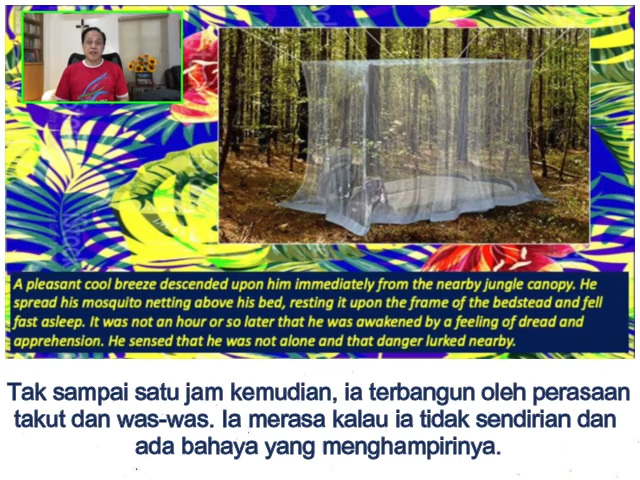 A pleasant cool breeze descended upon him immediately from the nearby jungle canopy. He
spread his mosquito netting above his bed, resting it upon the frame of the bedstead and fell
fast asleep. It was not an hour or so later that he was awakened by a feeling of dread and
apprehension. He sensed that he was not alone and that danger lurked nearby.
Tak sampai satu jam kemudian, ia terbangun oleh perasaan
takut dan was-was. Ia merasa kalau ia tidak sendirian dan
ada bahaya yang menghampirinya.